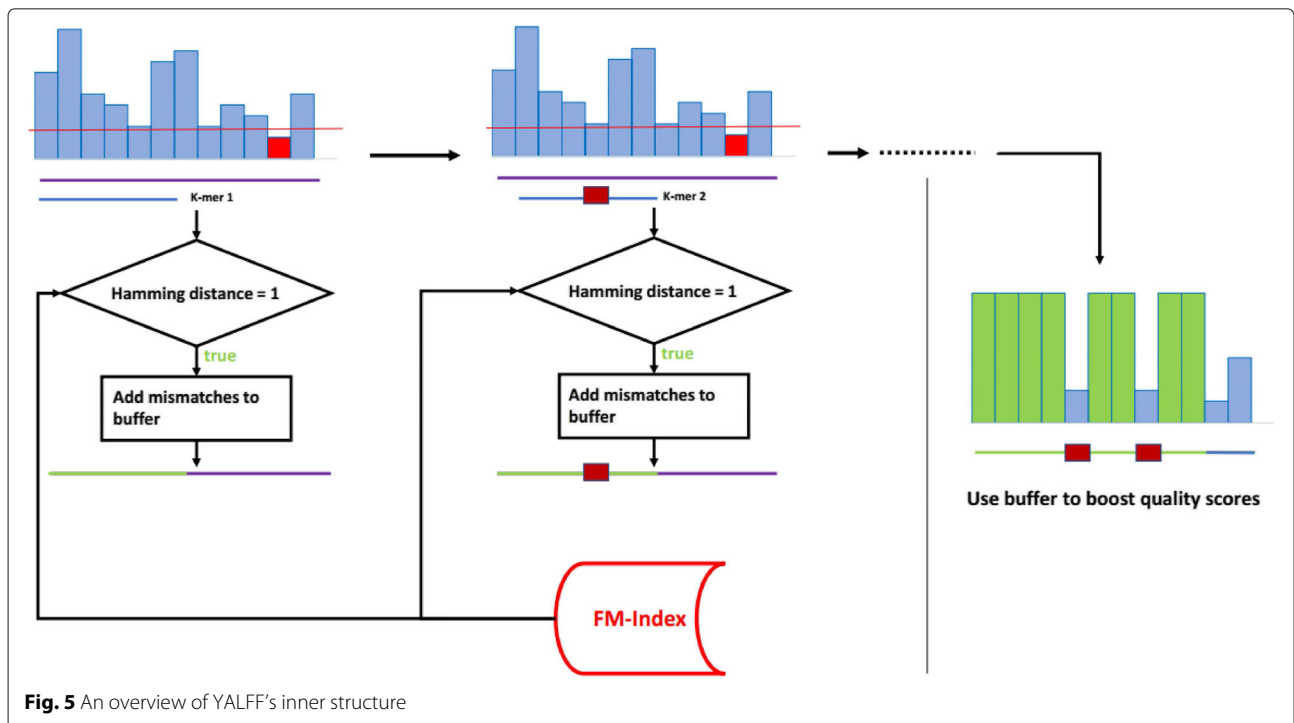 K-mer 1
K-mer 2
Hamming distance = 1
Hamming distance = 1
true
true
Add mismatches to
buffer
Add mismatches to
buffer
Use buffer to boost quality scores
FM-Index
Fig. 5 An overview of YALFF's inner structure